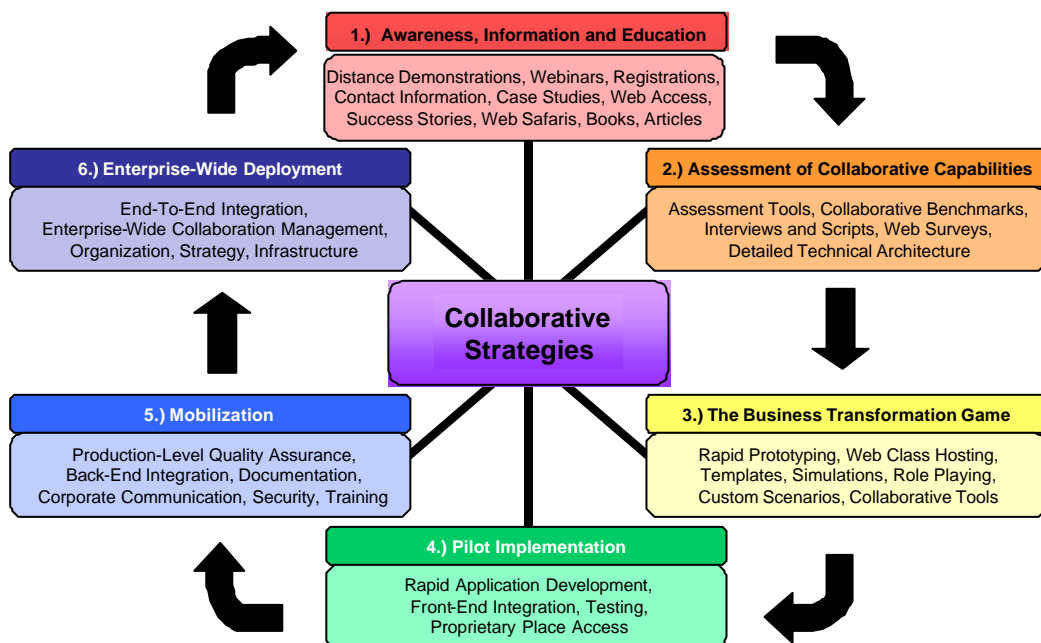 1.) Awareness, Information and Education
Distance Demonstrations, Webinars, Registrations,
Contact Information, Case Studies, Web Access,
Success Stories, Web Safaris, Books, Articles
6.) Enterprise-Wide Deployment
End-To-End Integration,
Enterprise-Wide Collaboration Management,
Organization, Strategy, Infrastructure
2.) Assessment of Collaborative Capabilities
Assessment Tools, Collaborative Benchmarks,
Interviews and Scripts, Web Surveys,
Detailed Technical Architecture
Collaborative
Strategies
5.) Mobilization
Production-Level Quality Assurance,
Back-End Integration, Documentation,
Corporate Communication, Security, Training
3.) The Business Transformation Game
Rapid Prototyping, Web Class Hosting,
Templates, Simulations, Role Playing,
Custom Scenarios, Collaborative Tools
4.) Pilot Implementation
Rapid Application Development,
Front-End Integration, Testing,
Proprietary Place Access